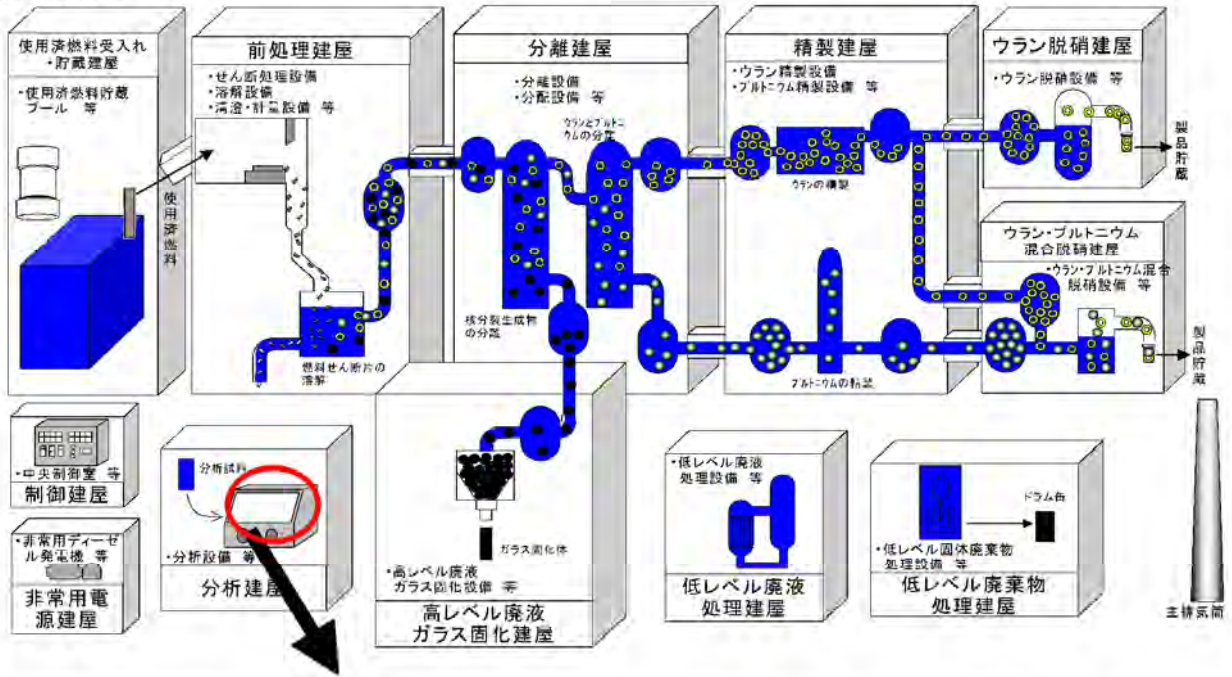 使用済燃料受入れ
・貯蔵建屋
・使用済燃料貯蔵
プール 等
使用済燃料
前処理建屋
・せん断処理設備
・溶解設備
・清澄・計量設備 等
燃料せん断片の
溶解
分離建屋
・分離設備
・分配設備 等
ウランとプルトニ
ウムの分離
核分裂生成物
の分離
精製建屋
・ウラン精製設備
・プルトニウム精製設備 等
ウランの精製
プルトニウムの精製
ウラン脱硝建屋
・ウラン脱硝設備 等
製品貯蔵
ウラン・プルトニウム
混合脱硝建屋
・ウラン・プルトニウム混合
脱硝設備 等
製品貯蔵
・中央制御室 等
制御建屋
・非常用ディーゼ
ル発電機 等
非常用電
源建屋
分析試料
・分析設備 等
分析建屋
ガラス固化体
・高レベル廃液
ガラス固化設備 等
高レベル廃液
ガラス固化建屋
・低レベル廃液
処理設備 等
低レベル廃液
処理建屋
ドラム缶
・低レベル固体廃棄物
処理設備 等
低レベル廃棄物
処理建屋
主排気筒